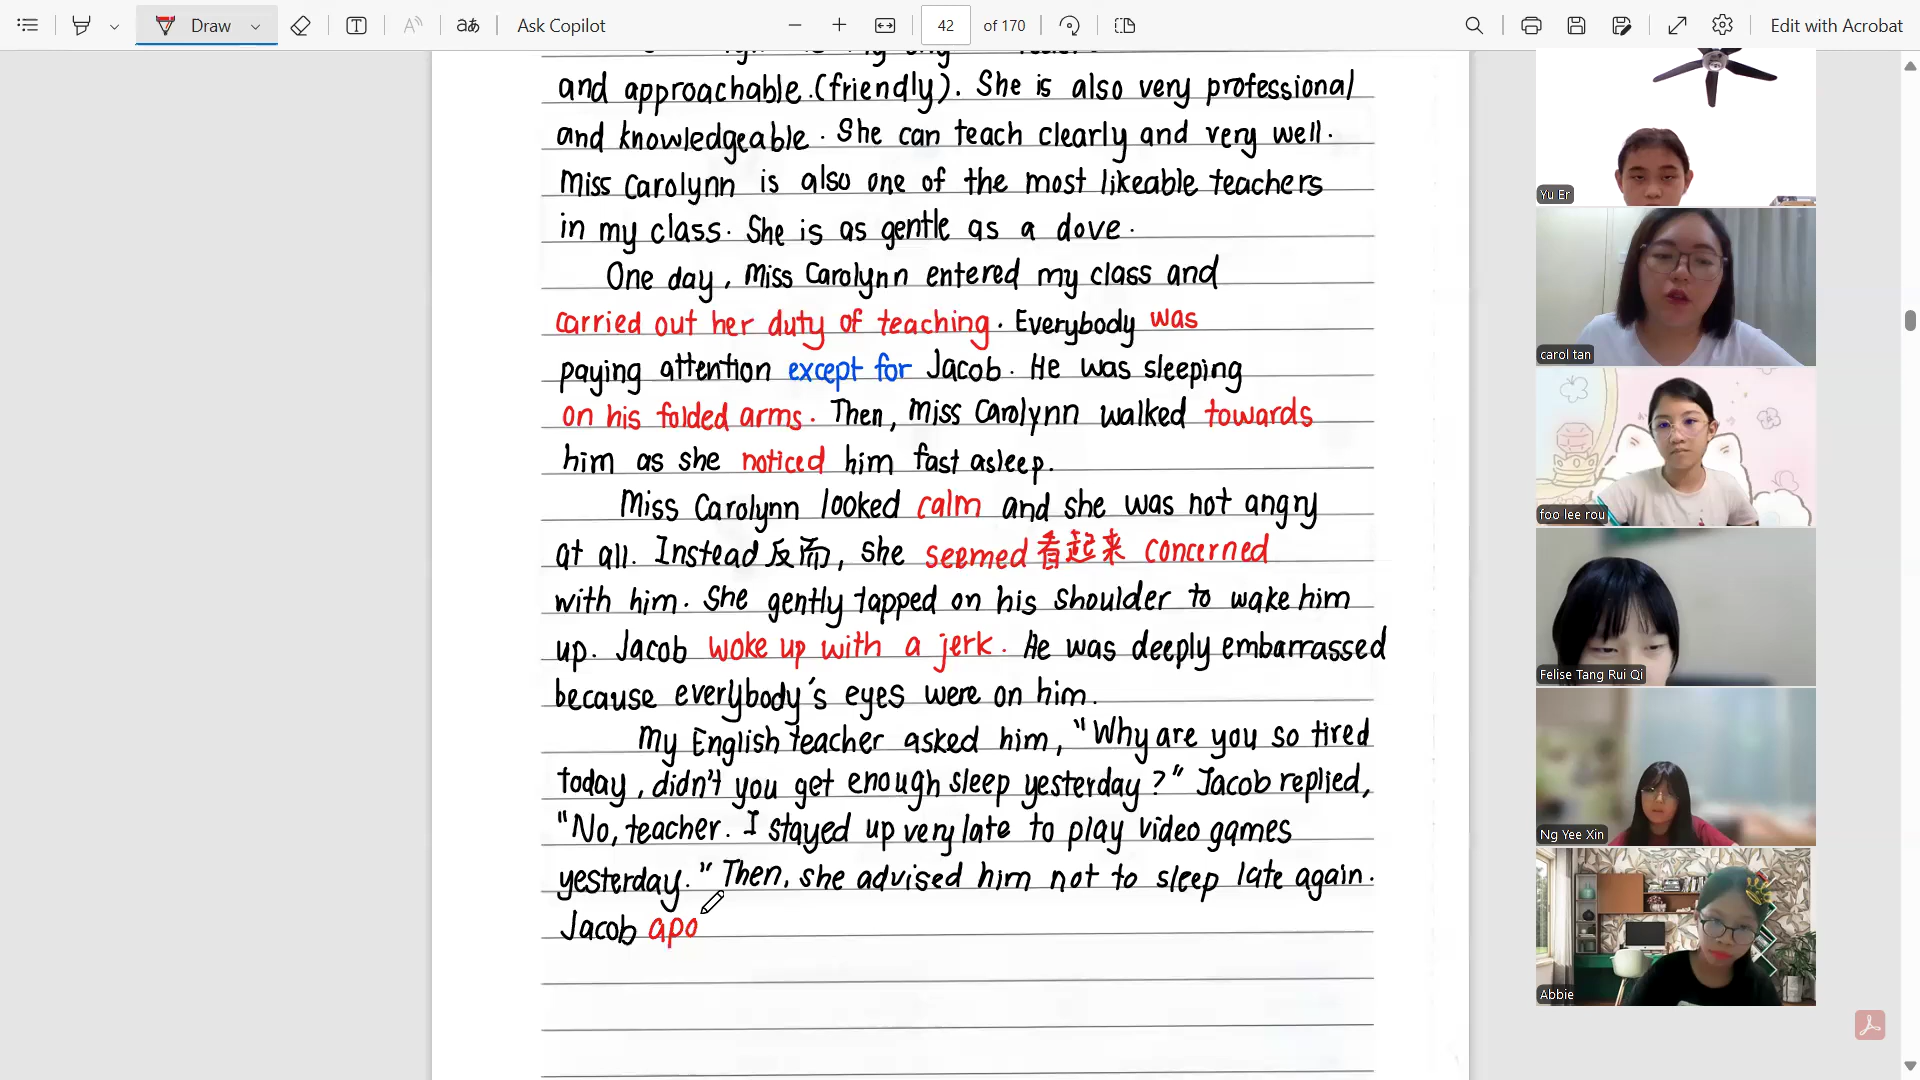 Draw
Ask Copilot
42 of 170
Edit with Acrobat
and approachable.(friendly). She is also very professional
and knowledgeable. She can teach clearly and very well.
Miss Carolynn is also one of the most likeable teachers
in my class. She is as gentle as a dove.
One day, Miss Carolynn entered my class and
carried out her duty of teaching. Everybody was
paying attention except for Jacob. He was sleeping
on his folded arms. Then, Miss Carolynn walked towards
him as she noticed him fast asleep.
Miss Carolynn looked calm and she was not angry
at all. Instead 反而, she seemed 看起来 concerned
with him. She gently tapped on his shoulder to wake him
up. Jacob woke up with a jerk. He was deeply embarrassed
because everybody's eyes were on him.
My English teacher asked him, "Why are you so tired
today, didn't you get enough sleep yesterday?" Jacob replied,
"No, teacher. I stayed up very late to play video games
yesterday." Then, she advised him not to sleep late again.
Jacob apo
Yu Er
carol tan
foo lee rou
Felise Tang Rui Qi
Ng Yee Xin
Abbie